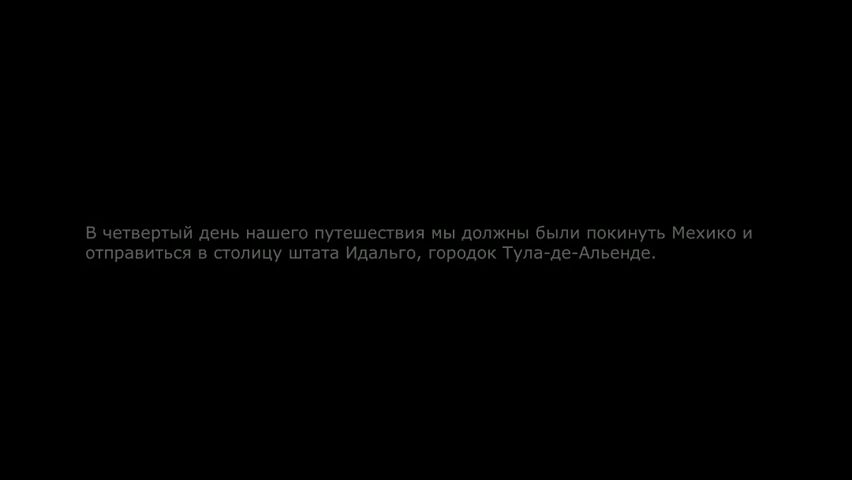 В четвертый день нашего путешествия мы должны были покинуть Мехико и
отправиться в столицу штата Идальго, городок Тула-де-Альенде.